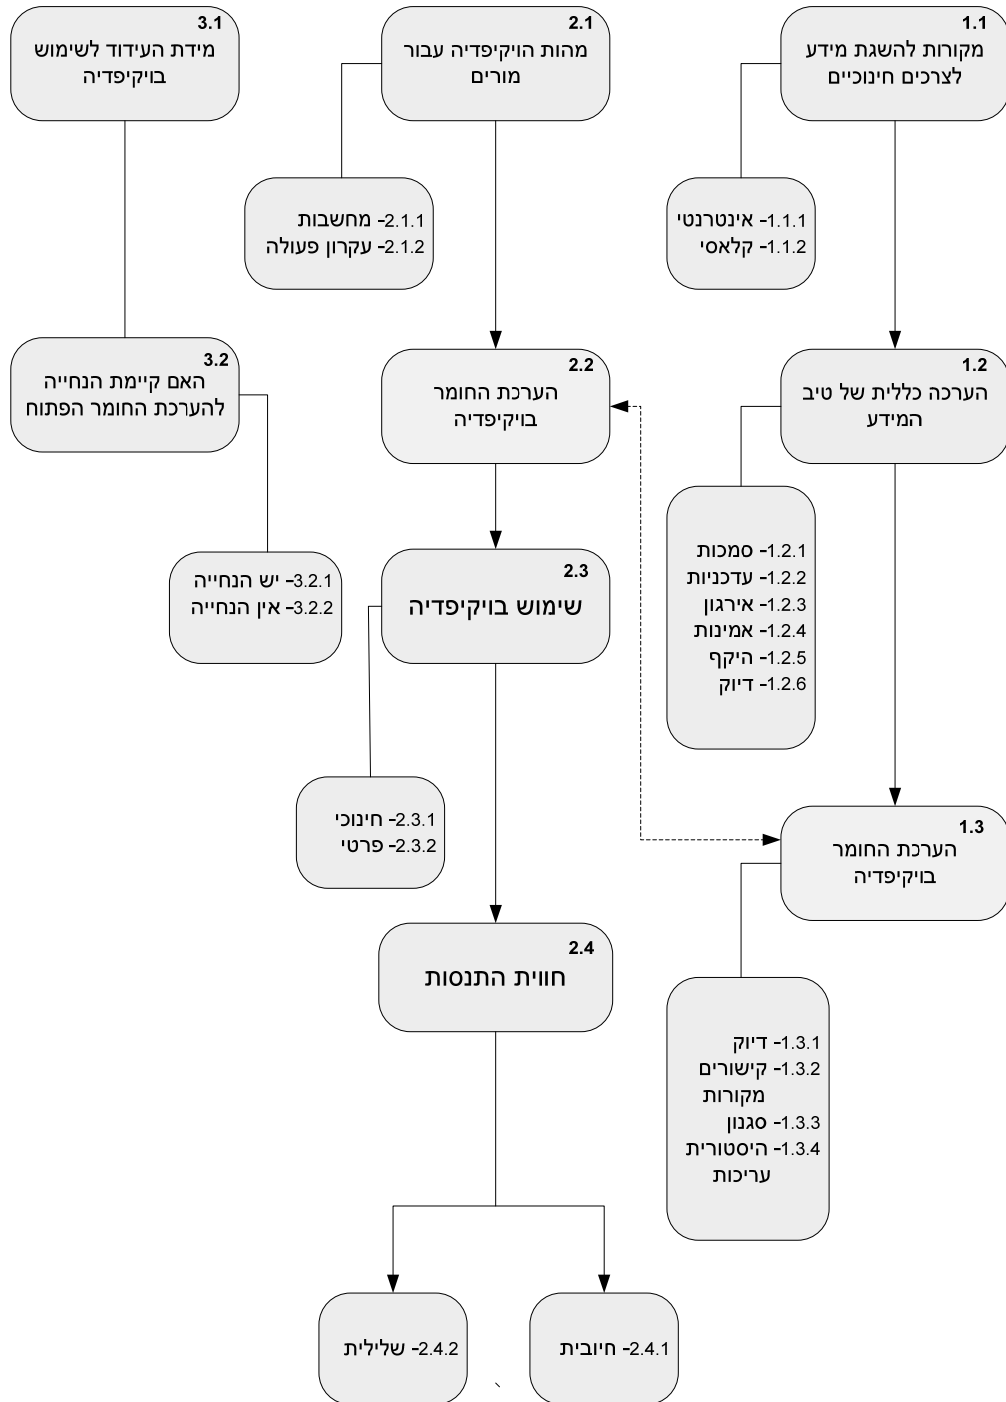 1.1
מקורות להשגת מידע
לצרכים חינוכיים
1.1.1- אינטרנטי
1.1.2- קלאסי
1.2
הערכה כללית של טיב
המידע
1.2.1- סמכות
1.2.2- עדכניות
1.2.3- אירגון
1.2.4- אמינות
1.2.5- היקף
1.2.6- דיוק
1.3
הערכת החומר
בויקיפדיה
1.3.1- דיוק
1.3.2- קישורים
מקורות
1.3.3- סגנון
1.3.4- היסטורית
עריכות
2.1
מהות הויקיפדיה עבור
מורים
2.1.1- מחשבות
2.1.2- עקרון פעולה
2.2
הערכת החומר
בויקיפדיה
2.3
שימוש בויקיפדיה
2.3.1- חינוכי
2.3.2- פרטי
2.4
חווית התנסות
2.4.1- חיובית
2.4.2- שלילית
3.1
מידת העידוד לשימוש
בויקיפדיה
3.2
האם קיימת הנחייה
להערכת החומר הפתוח
3.2.1- יש הנחייה
3.2.2- אין הנחייה